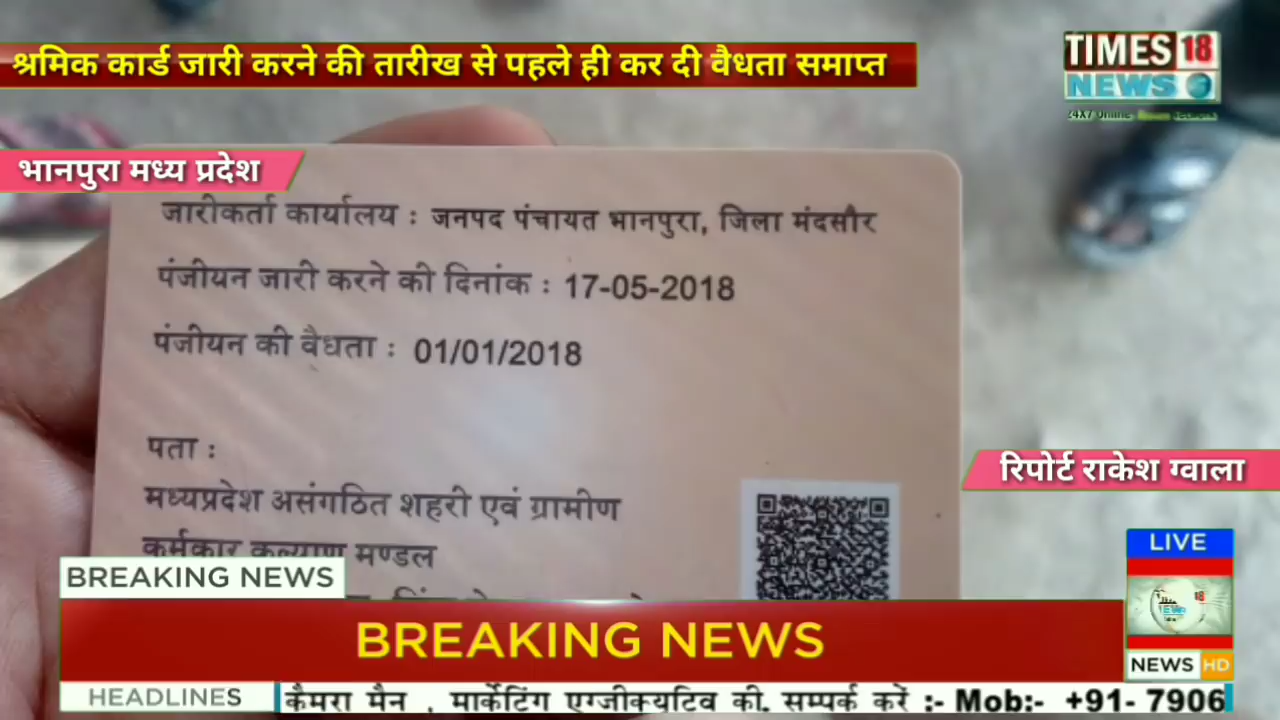 श्रमिक कार्ड जारी करने की तारीख से पहले ही कर दी वैधता समाप्त
TIMES 18
NEWS
24X7 Online
भानपुरा मध्य प्रदेश
जारीकर्ता कार्यालय : जनपद पंचायत भानपुरा, जिला मंदसौर
पंजीयन जारी करने की दिनांक : 17-05-2018
पंजीयन की वैधता : 01/01/2018
पता :
मध्यप्रदेश असंगठित शहरी एवं ग्रामीण
कर्मकार कल्याण मण्डल
रिपोर्ट राकेश ग्वाला
LIVE
NEWS HD
BREAKING NEWS
BREAKING NEWS
HEADLINES
कैमरा मैन , मार्केटिंग एग्जीक्यटिव की. सम्पर्क करें :- Mob:- +91- 7906